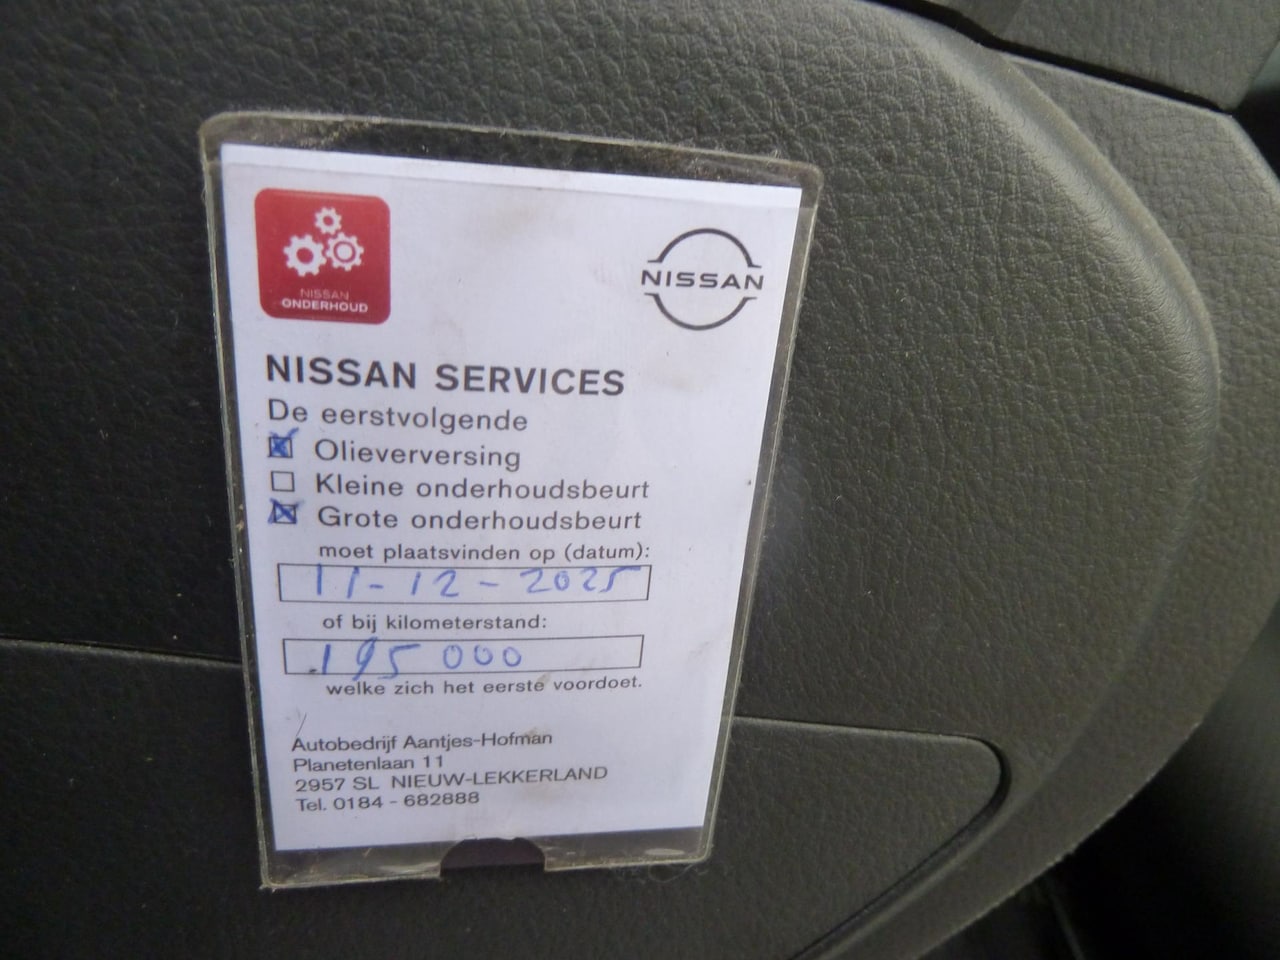 NISSAN
ONDERHOUD
NISSAN
NISSAN SERVICES
De eerstvolgende
Olieverversing
Kleine onderhoudsbeurt
Grote onderhoudsbeurt
moet plaatsvinden op (datum):
11-12-2025
of bij kilometerstand:
195 000
welke zich het eerste voordoet.
Autobedrijf Aantjes-Hofman
Planetenlaan 11
2957 SL NIEUW-LEKKERLAND
Tel. 0184 - 682888